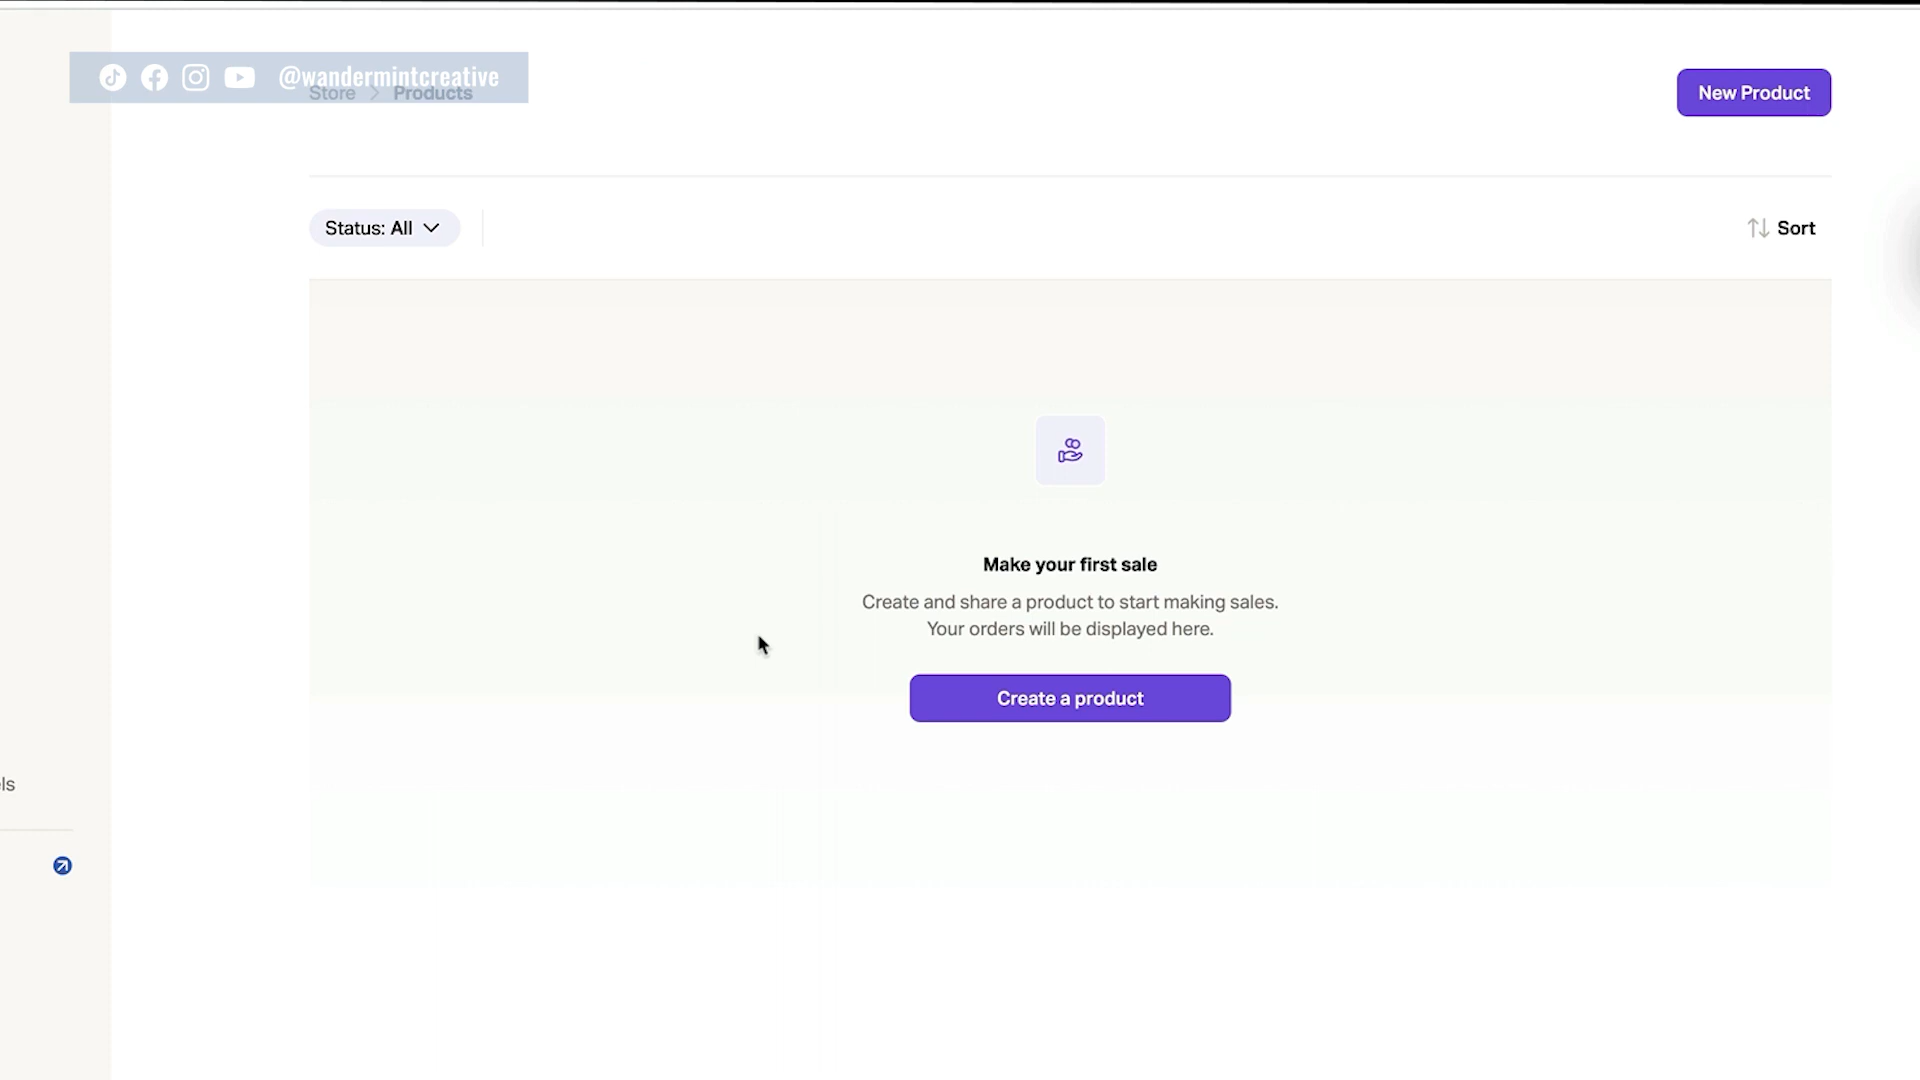 @wandermintcreative
Store > Products
New Product
Status: All
Sort
Make your first sale
Create and share a product to start making sales.
Your orders will be displayed here.
Create a product
ls